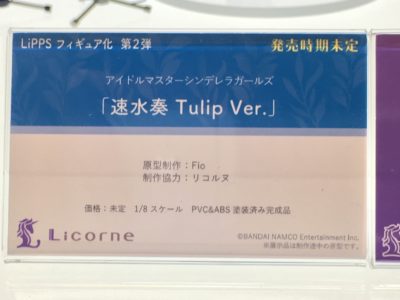 LiPPS フィギュア化 第2弾
発売時期未定
アイドルマスターシンデレラガールズ
「速水奏 Tulip Ver.」
原型制作：Fio
制作協力：リコルヌ
価格：未定 1/8スケール PVC&ABS塗装済み完成品
Licorne
©BANDAI NAMCO Entertainment Inc.
※展示品は制作途中の原型です。